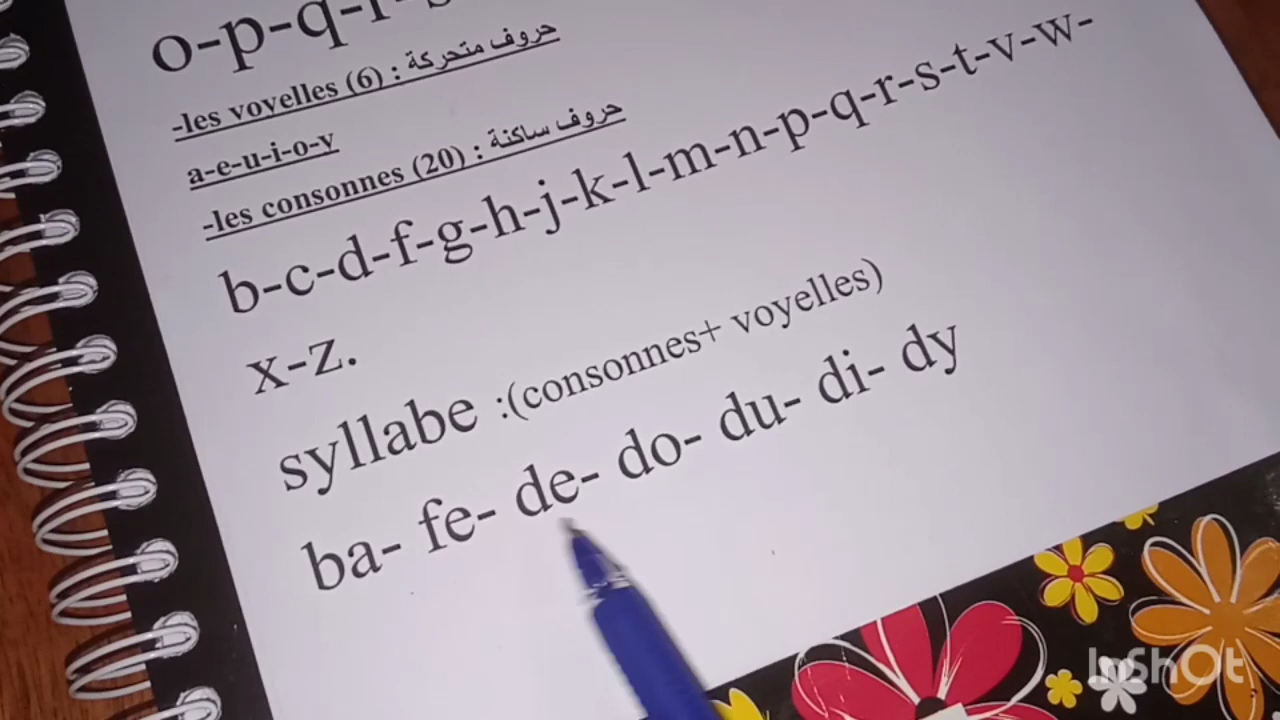 o-p-q-r-s
-les voyelles (6) : حروف متحركة
a-e-u-i-o-y
-les consonnes (20) : حروف ساكنة
b-c-d-f-g-h-j-k-l-m-n-p-q-r-s-t-v-w-
x-z.
syllabe :(consonnes+ voyelles)
ba- fe- de- do- du- di- dy
InShOt